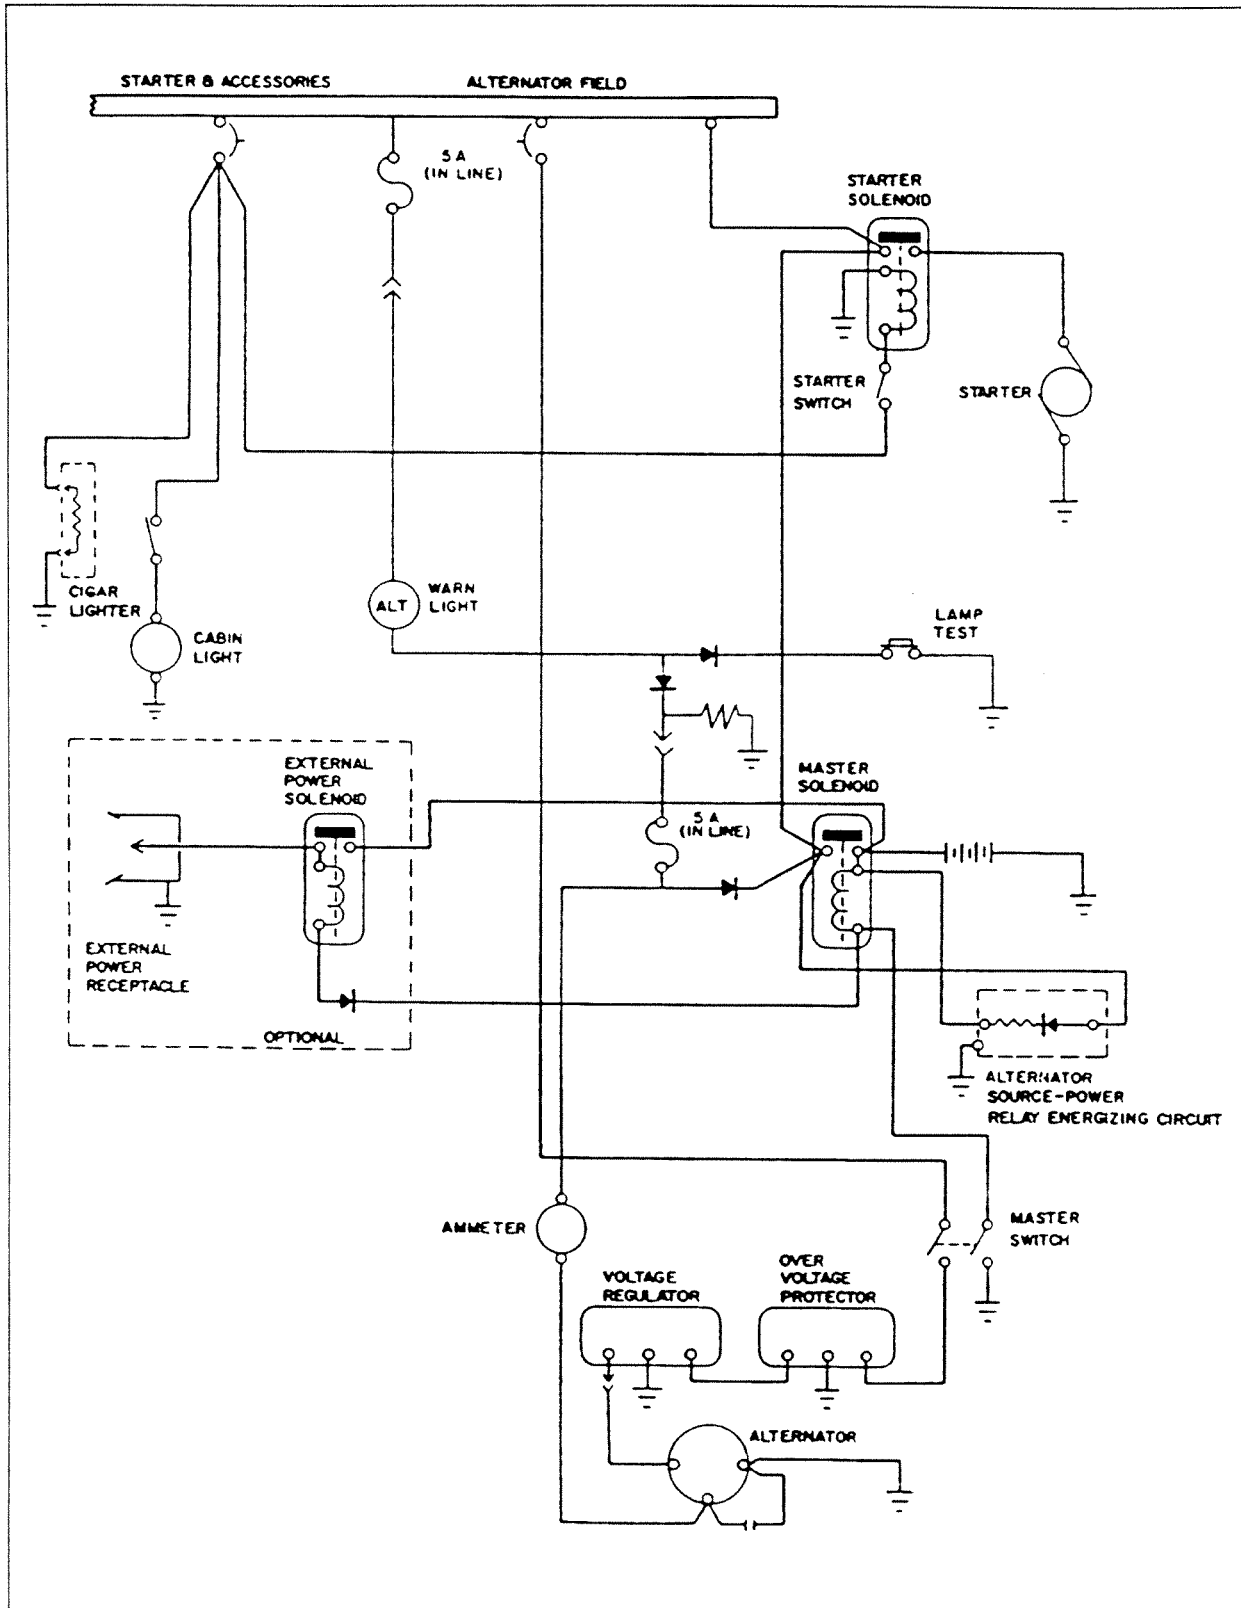 STARTER & ACCESSORIES
ALTERNATOR FIELD
5 A
(IN LINE)
STARTER
SOLENOID
STARTER
SWITCH
STARTER
CIGAR
LIGHTER
CABIN
LIGHT
ALT
WARN
LIGHT
LAMP
TEST
EXTERNAL
POWER
SOLENOID
MASTER
SOLENOID
5 A
(IN LINE)
EXTERNAL
POWER
RECEPTACLE
OPTIONAL
ALTERNATOR
SOURCE-POWER
RELAY ENERGIZING CIRCUIT
AMMETER
MASTER
SWITCH
VOLTAGE
REGULATOR
OVER
VOLTAGE
PROTECTOR
ALTERNATOR